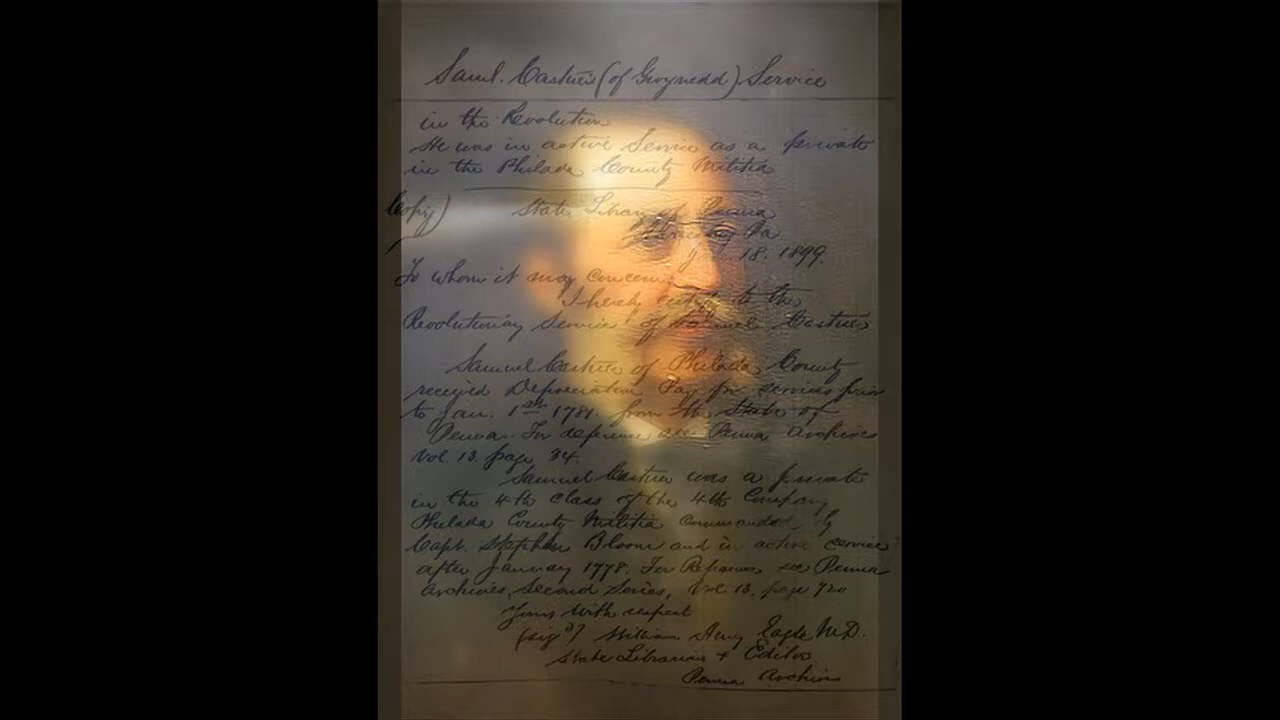 Saml. Castner (of Gwynedd) Service
in the Revolution
He was in active Service as a private
in the Philada County Militia
Copy)
State Library of Penna
Pa
18. 1899.
To whom it may concern
I hereby certify to the
Revolutionary Service of Samuel Castner
Samuel Castner of Philada County
received Depreciation Pay for services prior
to Jan. 1st 1781. from the State of
Penna. For reference see Penna Archives
Vol. 13. page 34.
Samuel Castner was a private
in the 4th class of the 4th Company
Philada County Militia commanded by
Capt. Stephen Bloom and in active service
after January 1778. For Reference see Penna
Archives, Second Series, Vol 13. page 720
Yours with respect
(sigd) William Henry Egle M.D.
State Librarian + Editor
Penna Archives